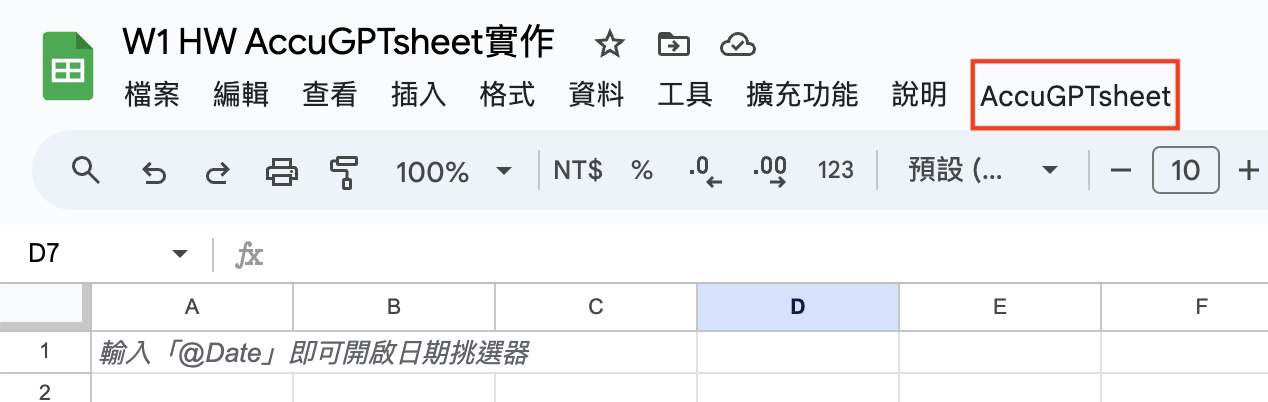 W1 HW AccuGPTsheet實作
檔案 編輯 查看 插入 格式 資料 工具 擴充功能 說明 AccuGPTsheet
100% NT$ % .0 .00 123 預設 (... 10
D7 fx
A B C D E F
1 輸入「@Date」即可開啟日期挑選器
2